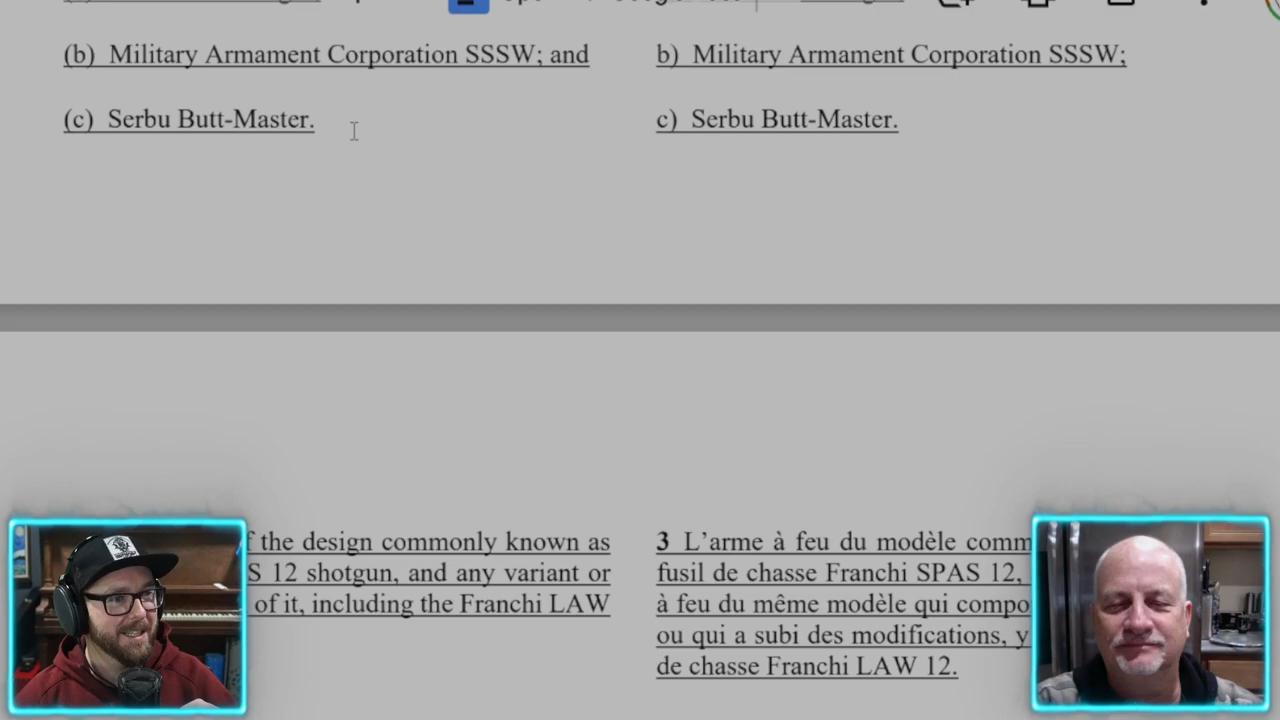 (b) Military Armament Corporation SSSW; and
(c) Serbu Butt-Master.
b) Military Armament Corporation SSSW;
c) Serbu Butt-Master.
the design commonly known as
12 shotgun, and any variant or
of it, including the Franchi LAW
3 L’arme à feu du modèle
fusil de chasse Franchi SPAS 12,
à feu du même modèle qui
ou qui a subi des modifications, y
de chasse Franchi LAW 12.